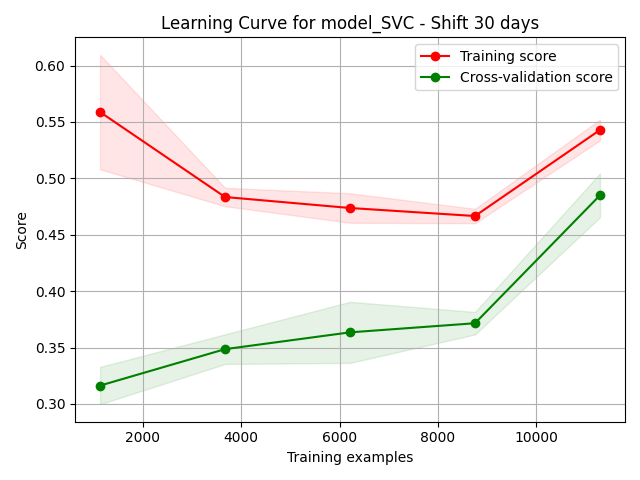 Learning Curve for model_SVC - Shift 30 days
Training score
Cross-validation score
0.60
0.55
0.50
0.45
0.40
0.35
0.30
Score
2000 4000 6000 8000 10000
Training examples